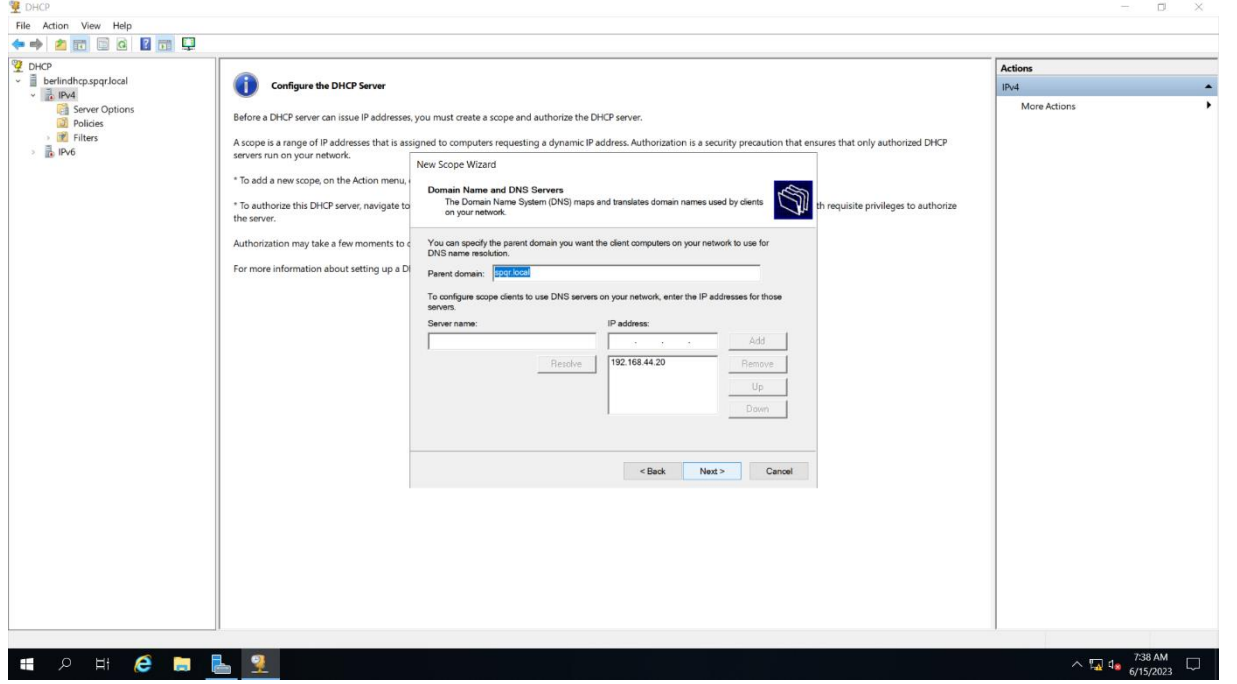 DHCP
File Action View Help
DHCP
berlindhcp.spqr.local
IPv4
Server Options
Policies
Filters
IPv6
Configure the DHCP Server
Before a DHCP server can issue IP addresses, you must create a scope and authorize the DHCP server.
A scope is a range of IP addresses that is assigned to computers requesting a dynamic IP address. Authorization is a security precaution that ensures that only authorized DHCP
servers run on your network.
* To add a new scope, on the Action menu,
* To authorize this DHCP server, navigate to
th requisite privileges to authorize
the server.
Authorization may take a few moments to
For more information about setting up a D
New Scope Wizard
Domain Name and DNS Servers
The Domain Name System (DNS) maps and translates domain names used by clients
on your network.
You can specify the parent domain you want the client computers on your network to use for
DNS name resolution.
Parent domain: spqr.local
To configure scope clients to use DNS servers on your network, enter the IP addresses for those
servers.
Server name: IP address:
. . . Add
Resolve 192.168.44.20 Remove
Up
Down
< Back Next > Cancel
Actions
IPv4
More Actions
7:38 AM
6/15/2023